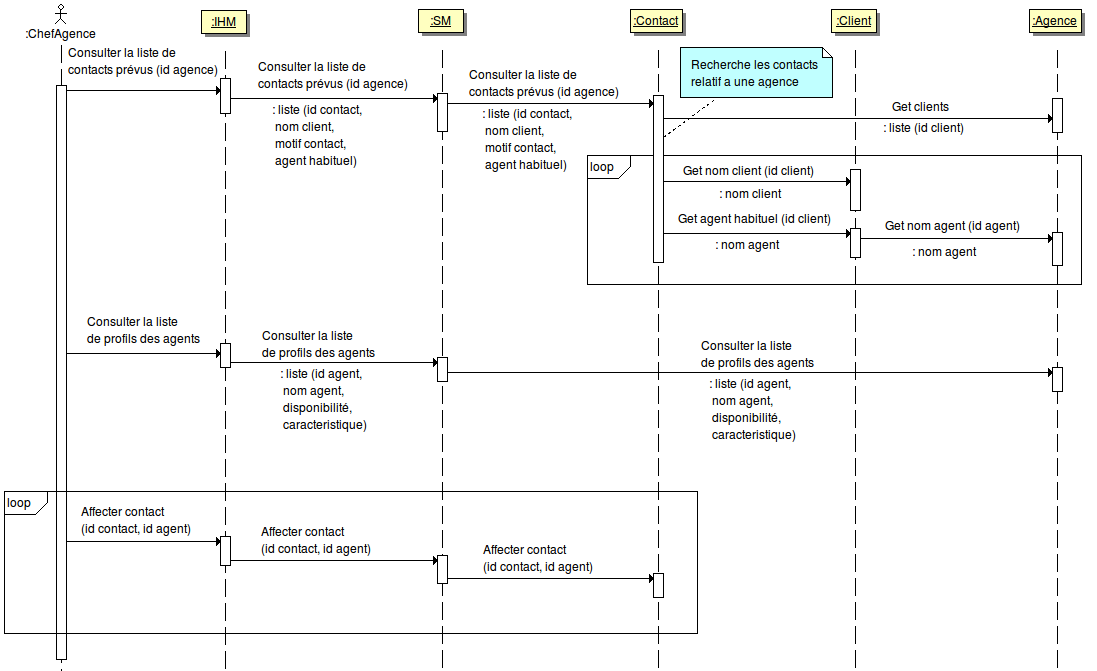 :ChefAgence
:IHM
:SM
:Contact
:Client
:Agence
Consulter la liste de
contacts prévus (id agence)
Consulter la liste de
contacts prévus (id agence)
: liste (id contact,
nom client,
motif contact,
agent habituel)
Consulter la liste de
contacts prévus (id agence)
: liste (id contact,
nom client,
motif contact,
agent habituel)
Recherche les contacts
relatif a une agence
Get clients
: liste (id client)
loop
Get nom client (id client)
: nom client
Get agent habituel (id client)
: nom agent
Get nom agent (id agent)
: nom agent
Consulter la liste
de profils des agents
Consulter la liste
de profils des agents
: liste (id agent,
nom agent,
disponibilité,
caracteristique)
Consulter la liste
de profils des agents
: liste (id agent,
nom agent,
disponibilité,
caracteristique)
loop
Affecter contact
(id contact, id agent)
Affecter contact
(id contact, id agent)
Affecter contact
(id contact, id agent)